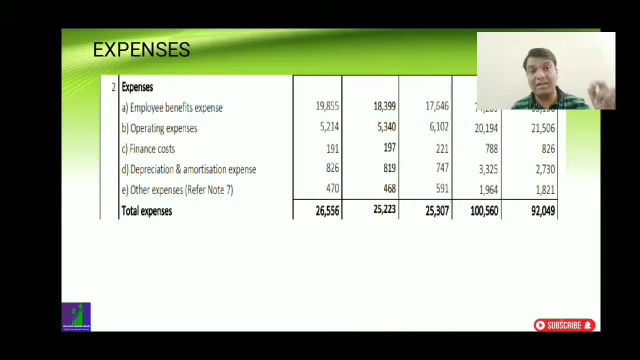 EXPENSES
2 Expenses
a) Employee benefits expense 19,855 18,399 17,646
b) Operating expenses 5,214 5,340 6,102 20,194 21,506
c) Finance costs 191 197 221 788 826
d) Depreciation & amortisation expense 826 819 747 3,325 2,730
e) Other expenses (Refer Note 7) 470 468 591 1,964 1,821
Total expenses 26,556 25,223 25,307 100,560 92,049
SUBSCRIBE